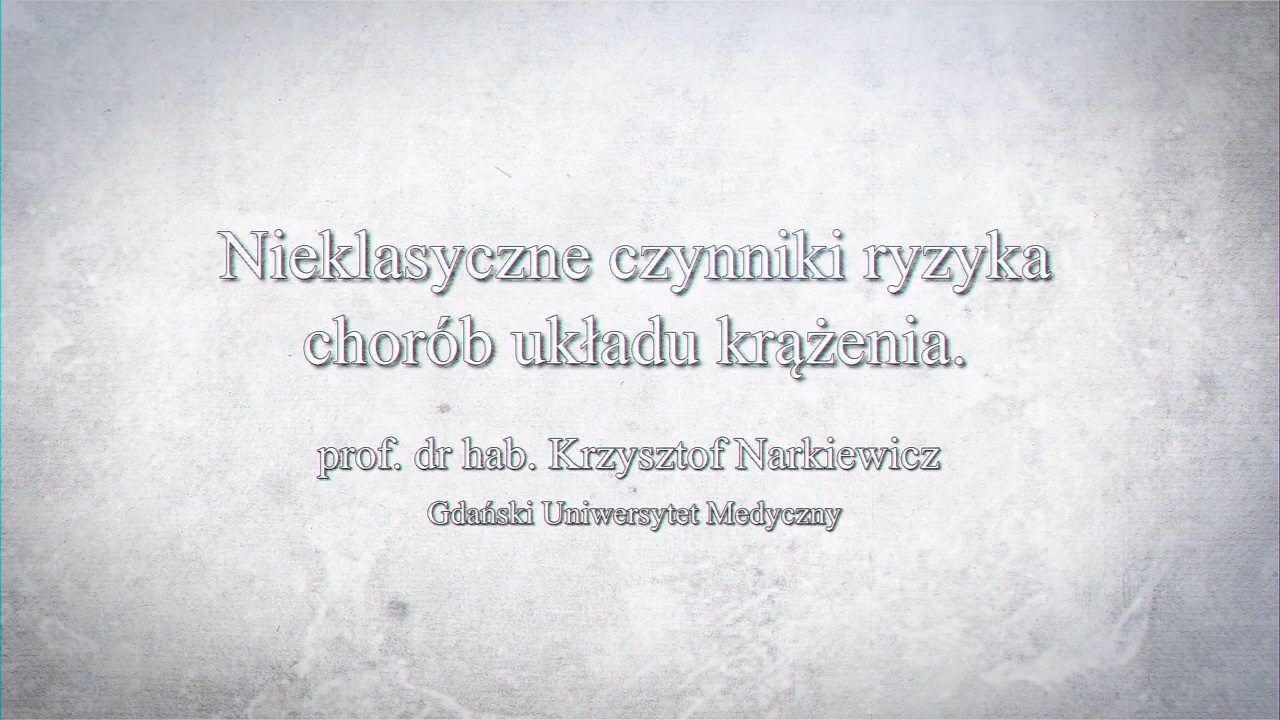 Nieklasyczne czynniki ryzyka
chorób układu krążenia.
prof. dr hab. Krzysztof Narkiewicz
Gdański Uniwersytet Medyczny